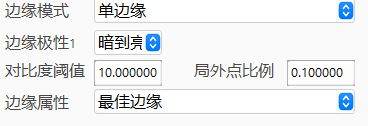 边缘模式 单边缘
边缘极性1 暗到亮
对比度阈值 10.000000 局外点比例 0.100000
边缘属性 最佳边缘